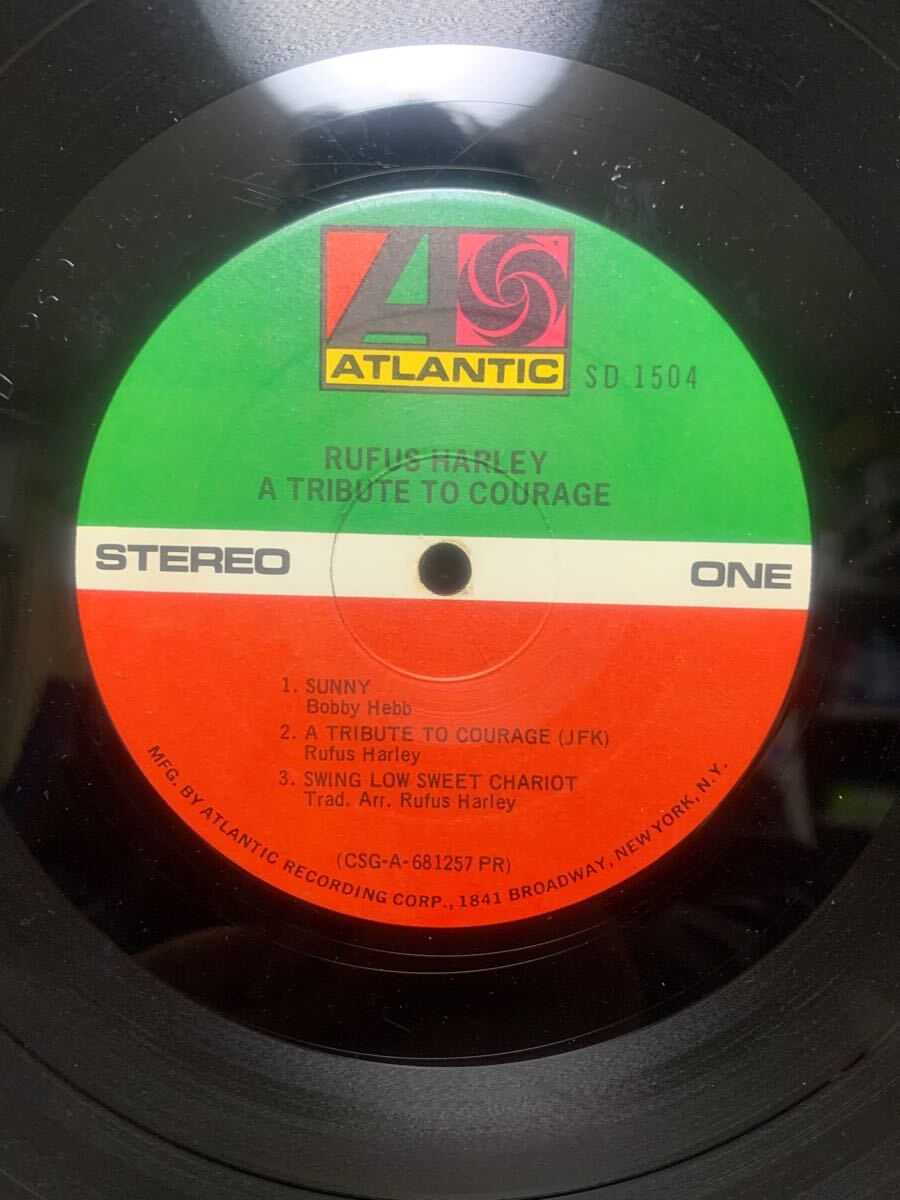 ATLANTIC
SD 1504
RUFUS HARLEY
A TRIBUTE TO COURAGE
STEREO
ONE
1. SUNNY
Bobby Hebb
2. A TRIBUTE TO COURAGE (JFK)
Rufus Harley
3. SWING LOW SWEET CHARIOT
Trad. Arr. Rufus Harley
(CSG-A-681257 PR)
MFG. BY ATLANTIC RECORDING CORP., 1841 BROADWAY, NEW YORK, N.Y.